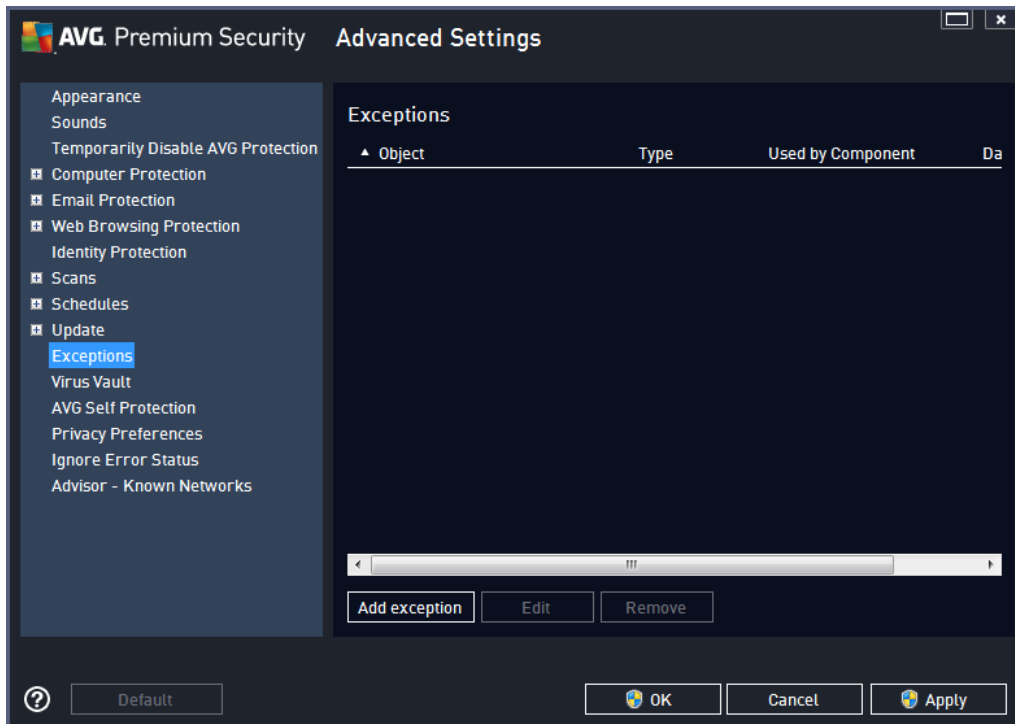 AVG. Premium Security Advanced Settings
Appearance
Sounds
Temporarily Disable AVG Protection
Computer Protection
Email Protection
Web Browsing Protection
Identity Protection
Scans
Schedules
Update
Exceptions
Virus Vault
AVG Self Protection
Privacy Preferences
Ignore Error Status
Advisor - Known Networks
Exceptions
Object Type Used by Component Da
Add exception Edit Remove
? Default OK Cancel Apply